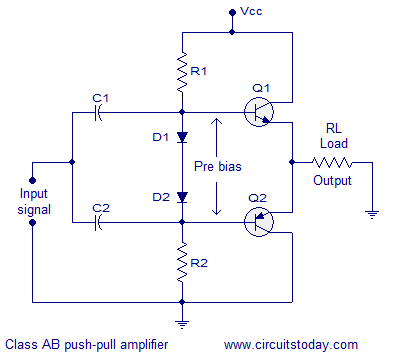 Vcc
R1
Q1
C1
D1
RL
Load
Pre bias
Output
D2
Input
signal
C2
Q2
R2
Class AB push-pull amplifier
www.circuitstoday.com